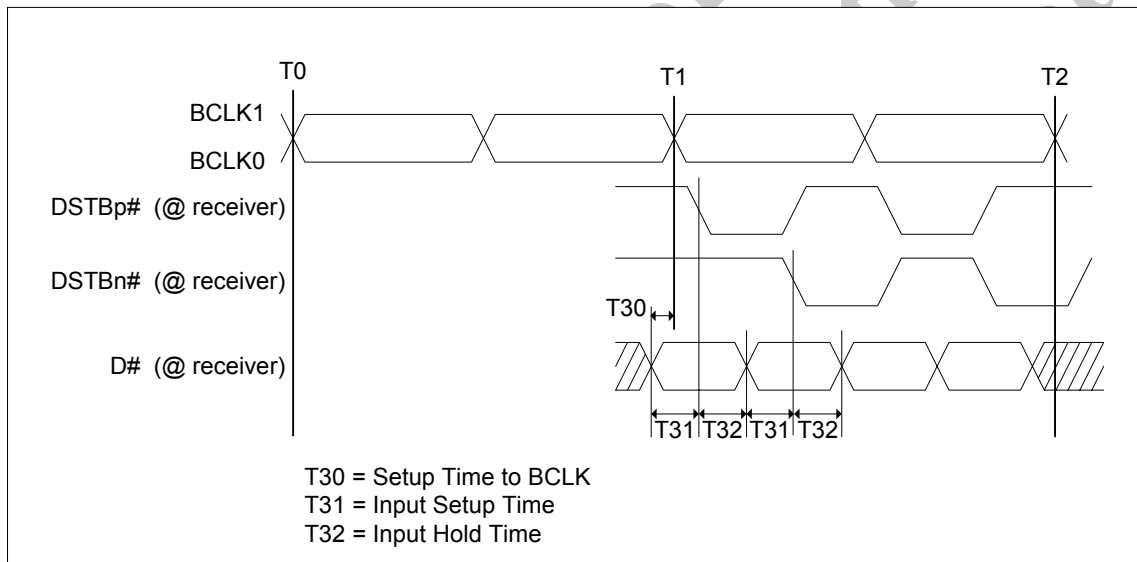 T0
T1
T2
BCLK1
BCLK0
DSTBp# (@ receiver)
DSTBn# (@ receiver)
T30
D# (@ receiver)
T31 T32 T31 T32
T30 = Setup Time to BCLK
T31 = Input Setup Time
T32 = Input Hold Time